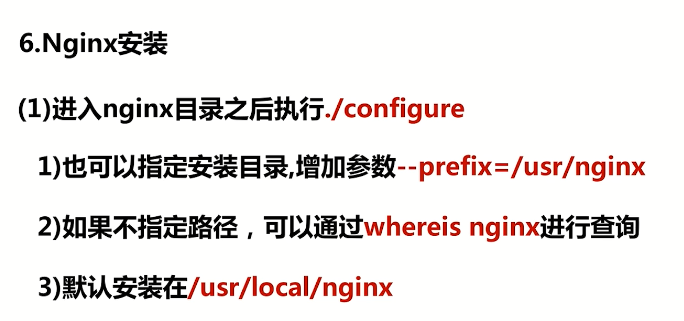 6.Nginx安装
(1)进入nginx目录之后执行./configure
1)也可以指定安装目录,增加参数--prefix=/usr/nginx
2)如果不指定路径，可以通过whereis nginx进行查询
3)默认安装在/usr/local/nginx